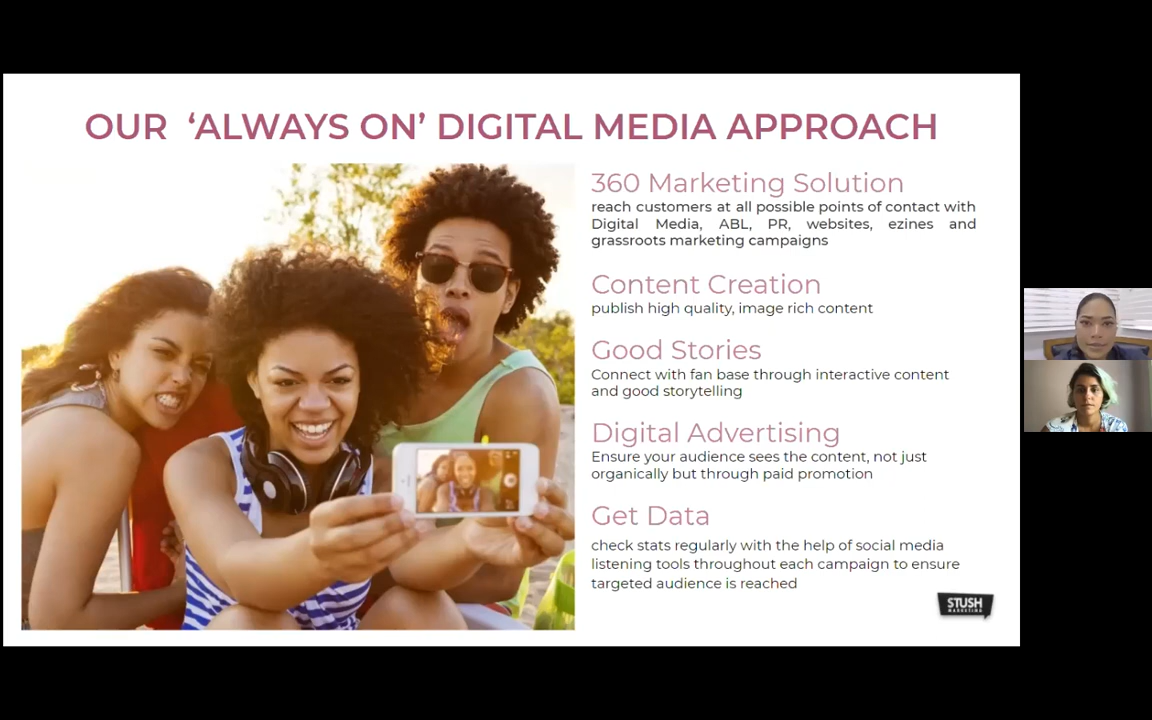 OUR ‘ALWAYS ON’ DIGITAL MEDIA APPROACH
360 Marketing Solution
reach customers at all possible points of contact with
Digital Media, ABL, PR, websites, ezines and
grassroots marketing campaigns
Content Creation
publish high quality, image rich content
Good Stories
Connect with fan base through interactive content
and good storytelling
Digital Advertising
Ensure your audience sees the content, not just
organically but through paid promotion
Get Data
check stats regularly with the help of social media
listening tools throughout each campaign to ensure
targeted audience is reached
STUSH
MARKETING